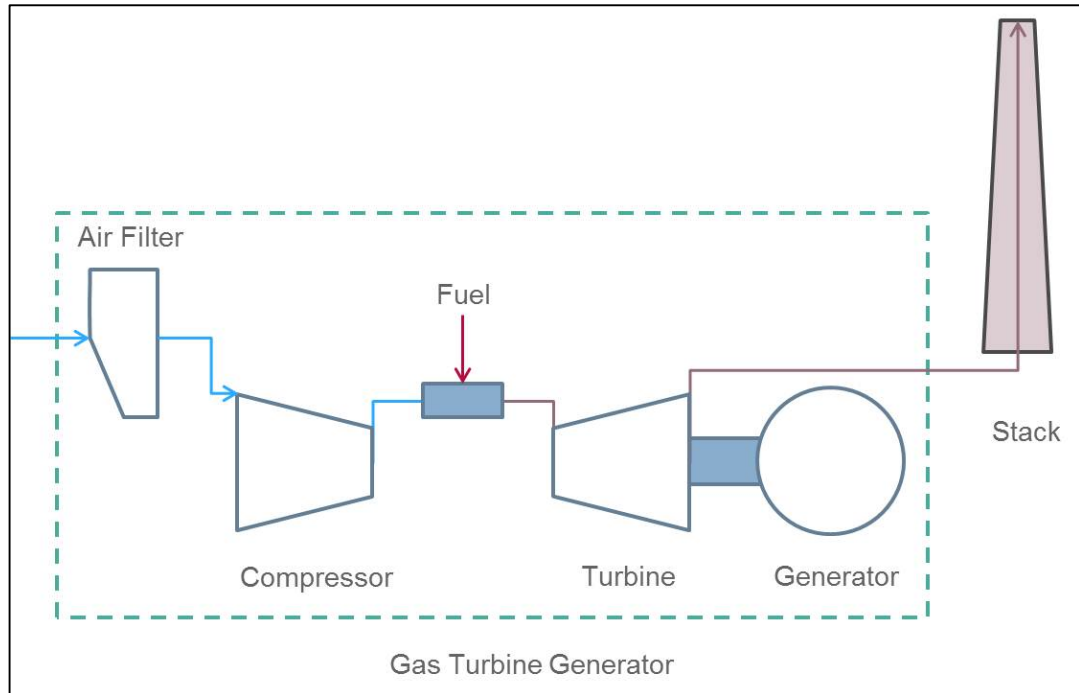 Air Filter
Fuel
Stack
Compressor
Turbine
Generator
Gas Turbine Generator